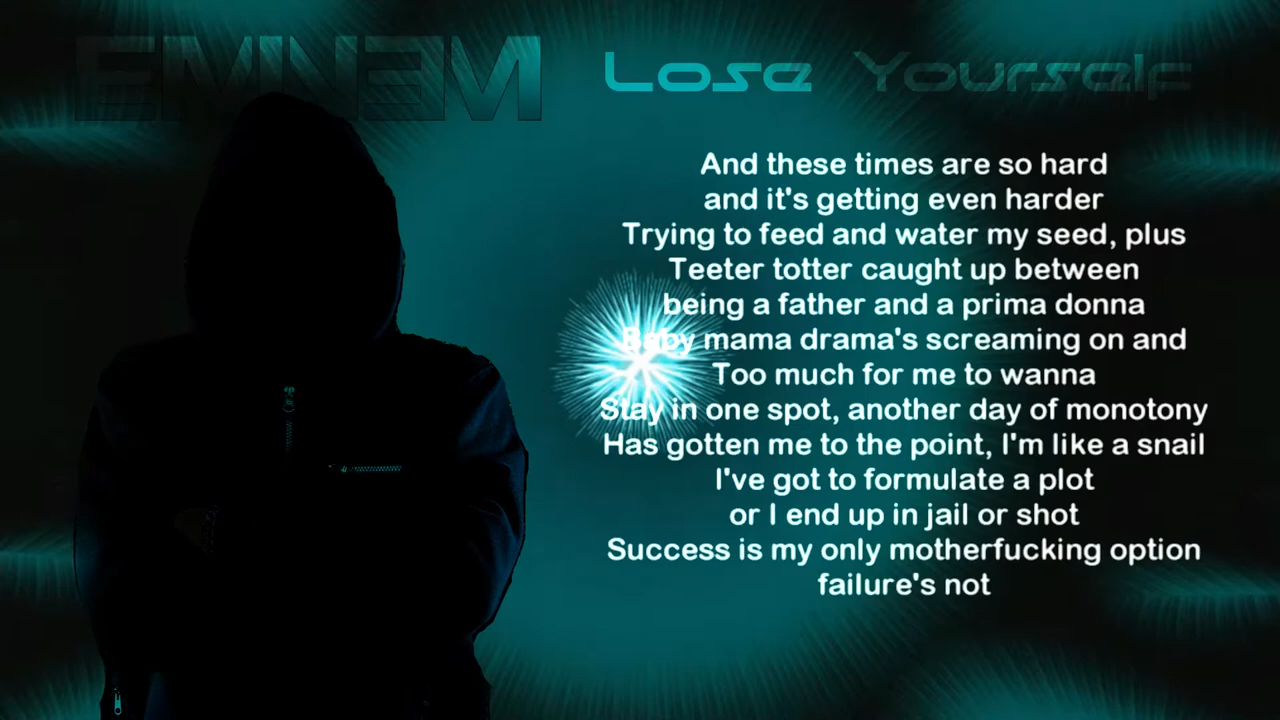 EMINEM
Lose Yourself
And these times are so hard
and it's getting even harder
Trying to feed and water my seed, plus
Teeter totter caught up between
being a father and a prima donna
Baby mama drama's screaming on and
Too much for me to wanna
Stay in one spot, another day of monotony
Has gotten me to the point, I'm like a snail
I've got to formulate a plot
or I end up in jail or shot
Success is my only motherfucking option
failure's not